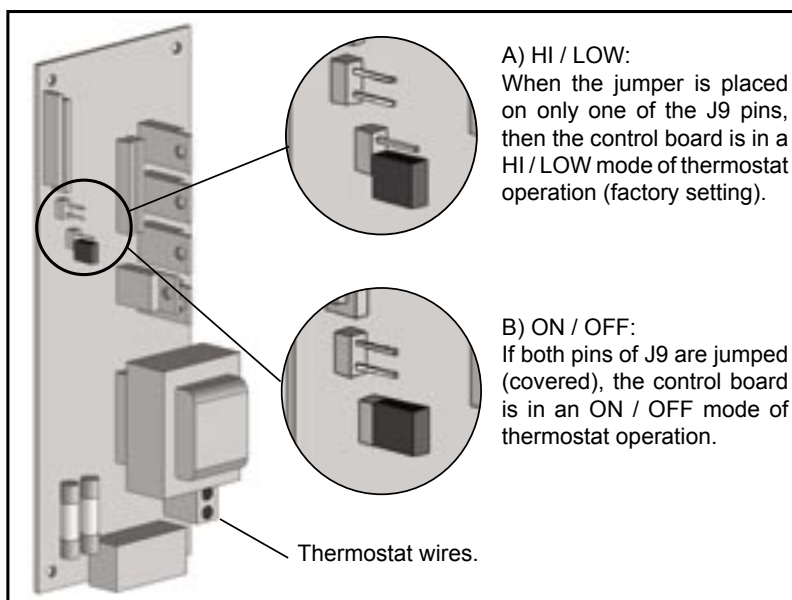 A) HI / LOW:
When the jumper is placed
on only one of the J9 pins,
then the control board is in a
HI / LOW mode of thermostat
operation (factory setting).
B) ON / OFF:
If both pins of J9 are jumped
(covered), the control board
is in an ON / OFF mode of
thermostat operation.
Thermostat wires.